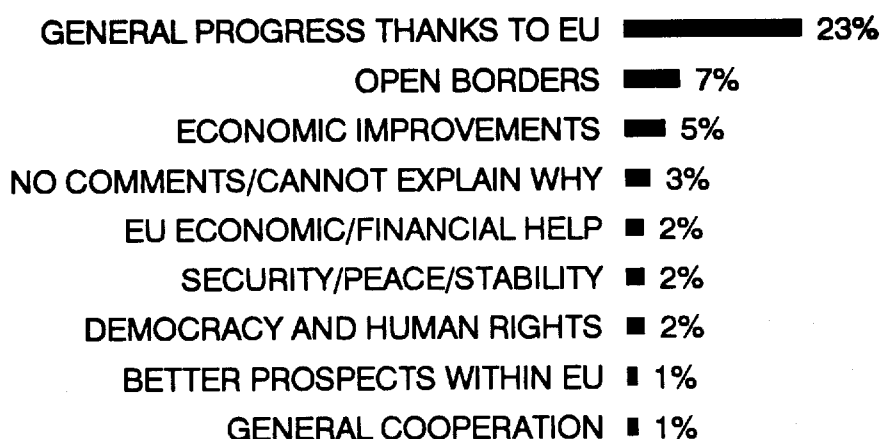 GENERAL PROGRESS THANKS TO EU 23%
OPEN BORDERS 7%
ECONOMIC IMPROVEMENTS 5%
NO COMMENTS/CANNOT EXPLAIN WHY 3%
EU ECONOMIC/FINANCIAL HELP 2%
SECURITY/PEACE/STABILITY 2%
DEMOCRACY AND HUMAN RIGHTS 2%
BETTER PROSPECTS WITHIN EU 1%
GENERAL COOPERATION 1%